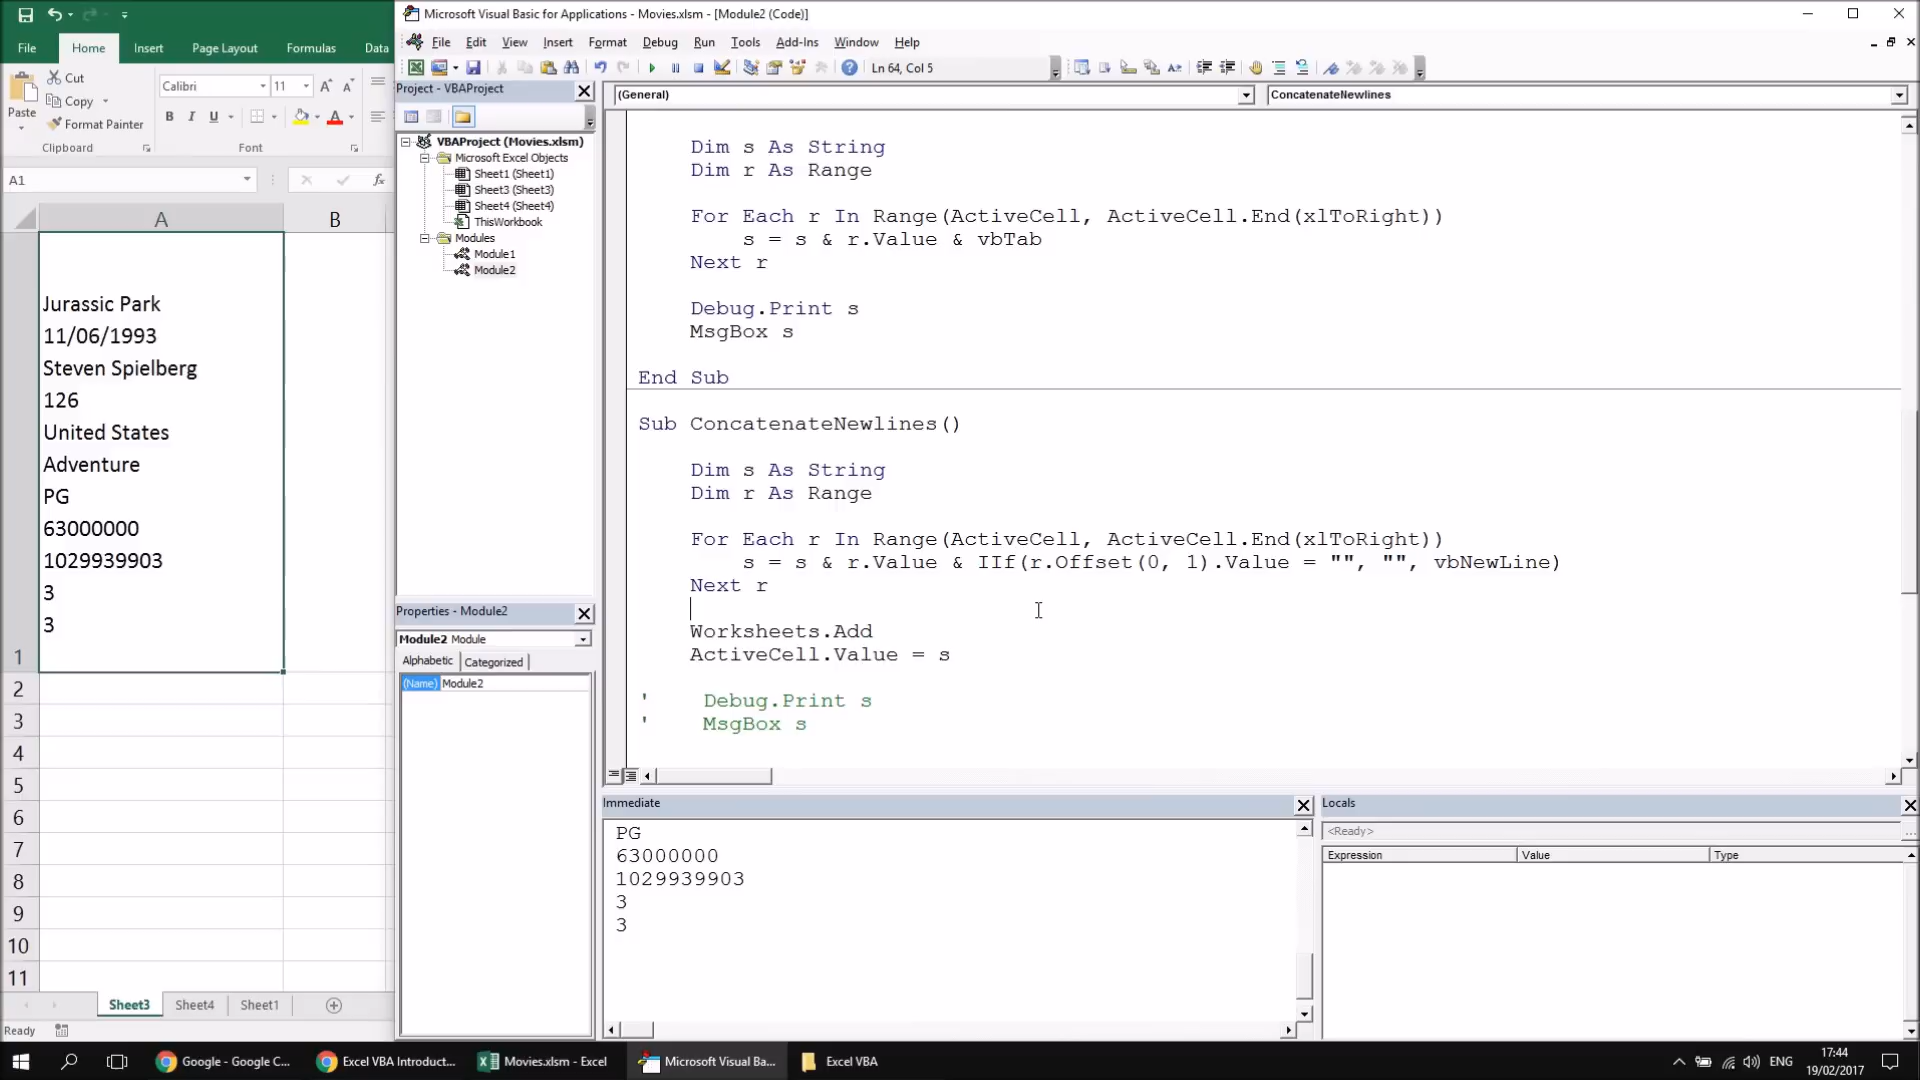 Microsoft Visual Basic for Applications - Movies.xlsm - [Module2 (Code)]
File Home Insert Page Layout Formulas Data
File Edit View Insert Format Debug Run Tools Add-Ins Window Help
Ln 64, Col 5
Cut
Copy
Format Painter
Paste
Clipboard
Calibri 11
B I U
Font
A1
fx
A B
Jurassic Park
11/06/1993
Steven Spielberg
126
United States
Adventure
PG
63000000
1029939903
3
3
1
2
3
4
5
6
7
8
9
10
11
Sheet3 Sheet4 Sheet1
Ready
Project - VBAProject
VBAProject (Movies.xlsm)
Microsoft Excel Objects
Sheet1 (Sheet1)
Sheet3 (Sheet3)
Sheet4 (Sheet4)
ThisWorkbook
Modules
Module1
Module2
Properties - Module2
Module2 Module
Alphabetic Categorized
(Name) Module2
(General) ConcatenateNewlines
Dim s As String
Dim r As Range
For Each r In Range(ActiveCell, ActiveCell.End(xlToRight))
s = s & r.Value & vbTab
Next r
Debug.Print s
MsgBox s
End Sub
Sub ConcatenateNewlines()
Dim s As String
Dim r As Range
For Each r In Range(ActiveCell, ActiveCell.End(xlToRight))
s = s & r.Value & IIf(r.Offset(0, 1).Value = "", "", vbNewLine)
Next r
Worksheets.Add
ActiveCell.Value = s
' Debug.Print s
' MsgBox s
Immediate
PG
63000000
1029939903
3
3
Locals
<Ready>
Expression Value Type
Google - Google C... Excel VBA Introduct... Movies.xlsm - Excel Microsoft Visual Ba... Excel VBA
ENG
17:44
19/02/2017